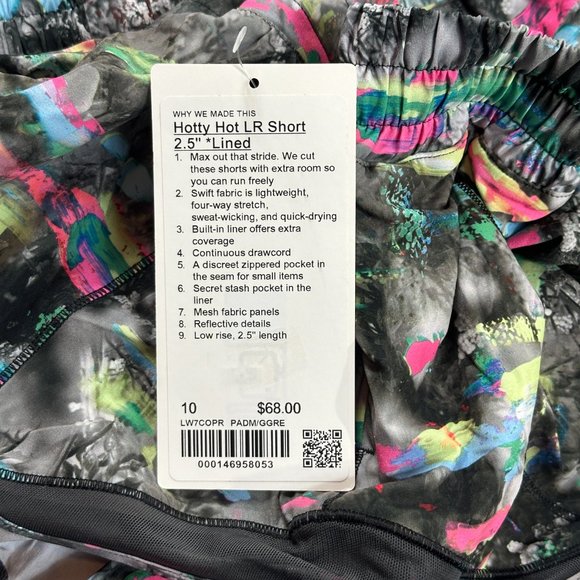 WHY WE MADE THIS
Hotty Hot LR Short
2.5" *Lined
1. Max out that stride. We cut
these shorts with extra room so
you can run freely
2. Swift fabric is lightweight,
four-way stretch,
sweat-wicking, and quick-drying
3. Built-in liner offers extra
coverage
4. Continuous drawcord
5. A discreet zippered pocket in
the seam for small items
6. Secret stash pocket in the
liner
7. Mesh fabric panels
8. Reflective details
9. Low rise, 2.5" length
10 $68.00
LW7COPR PADM/GGRE
000146958053